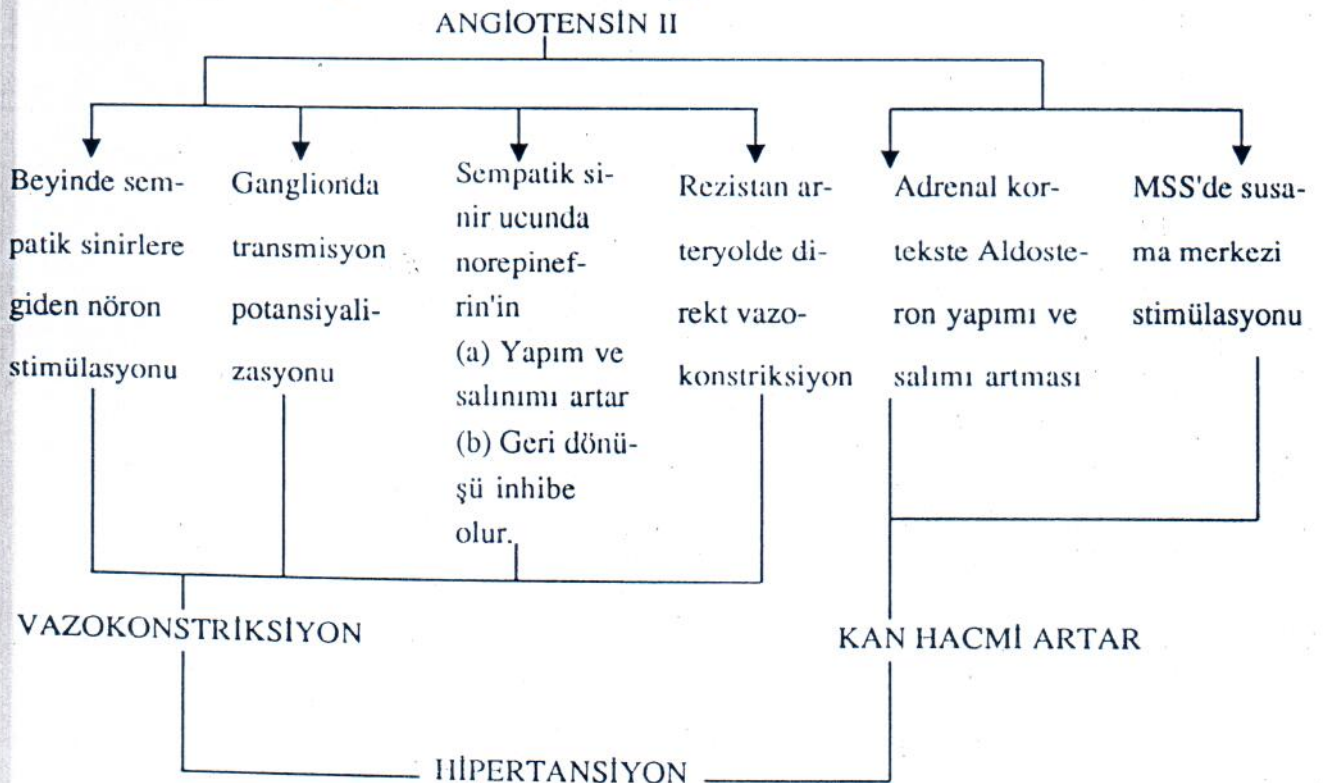 ANGİOTENSİN II
Beyinde sem-
patik sinirlere
giden nöron
stimülasyonu
Ganglionda
transmisyon
potansiyali-
zasyonu
Sempatik si-
nir ucunda
norepinef-
rin'in
(a) Yapım ve
salınımı artar
(b) Geri dönü-
şü inhibe
olur.
Rezistan ar-
teryolde di-
rekt vazo-
konstriksiyon
Adrenal kor-
tekste Aldoste-
ron yapımı ve
salımı artması
MSS'de susa-
ma merkezi
stimülasyonu
VAZOKONSTRİKSİYON
KAN HACMİ ARTAR
HİPERTANSİYON